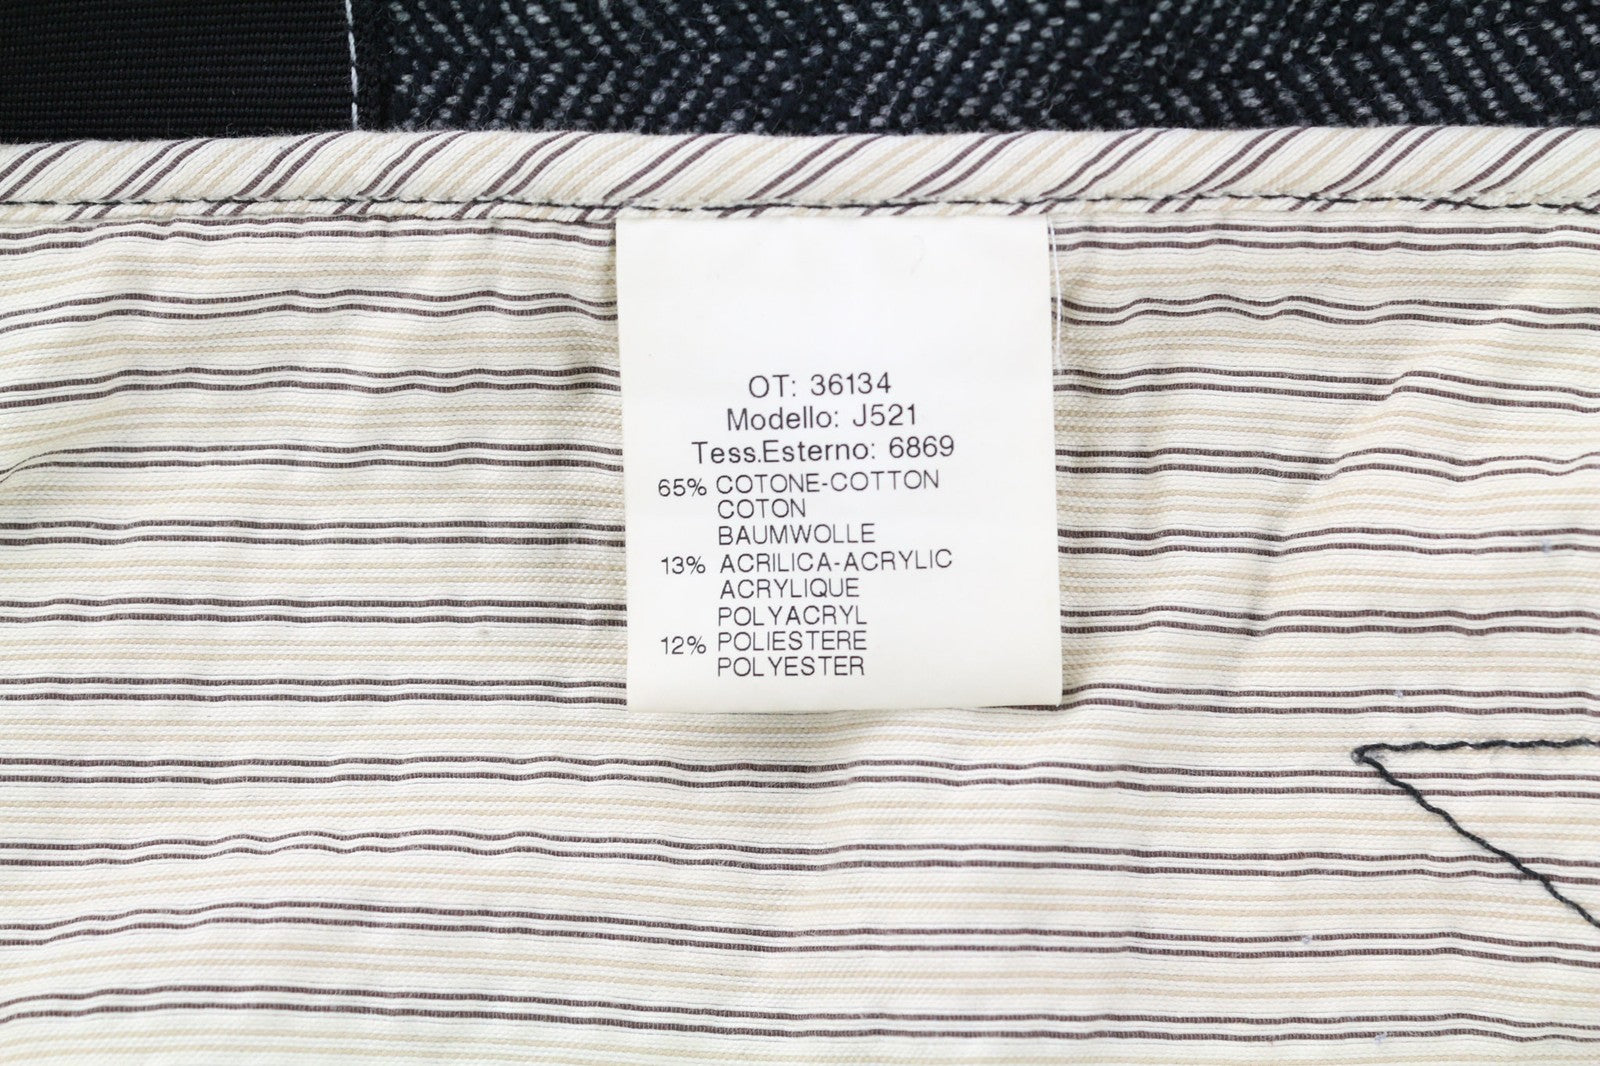 OT: 36134
Modello: J521
Tess.Esterno: 6869
65% COTONE-COTTON
COTON
BAUMWOLLE
13% ACRILICA-ACRYLIC
ACRYLIQUE
POLYACRYL
12% POLIESTERE
POLYESTER